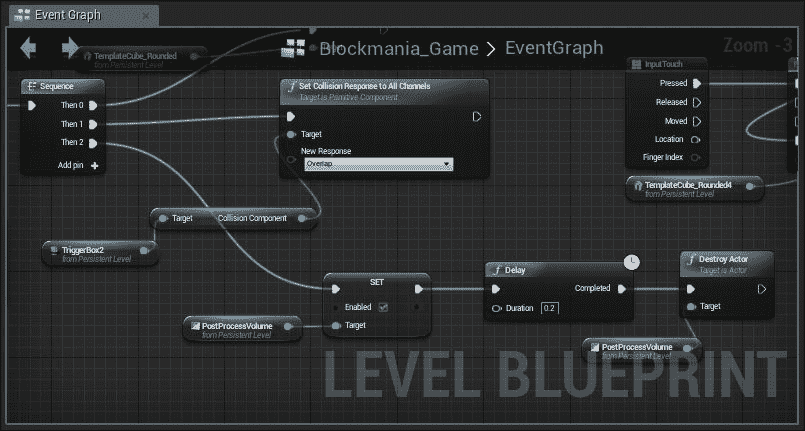 Event Graph
Blockmania_Game > EventGraph
Zoom -3
TemplateCube_Rounded
from Persistent Level
Sequence
Then 0
Then 1
Then 2
Add pin
Set Collision Response to All Channels
Target is Primitive Component
Target
New Response
Overlap
InputTouch
Pressed
Released
Moved
Location
Finger Index
TemplateCube_Rounded4
from Persistent Level
Target Collision Component
TriggerBox2
from Persistent Level
SET
Enabled
Target
PostProcessVolume
from Persistent Level
Delay
Completed
Duration 0.2
Destroy Actor
Target is Actor
Target
PostProcessVolume
from Persistent Level
LEVEL BLUEPRINT